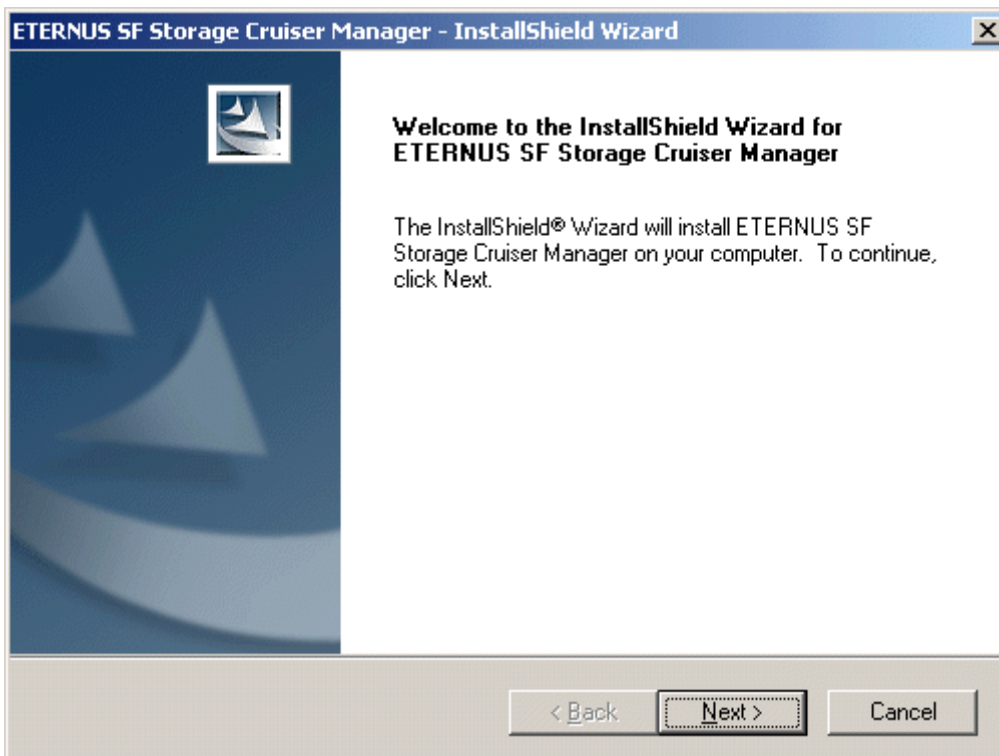 ETERNUS SF Storage Cruiser Manager - InstallShield Wizard
Welcome to the InstallShield Wizard for
ETERNUS SF Storage Cruiser Manager
The InstallShield® Wizard will install ETERNUS SF
Storage Cruiser Manager on your computer.  To continue,
click Next.
< Back
Next >
Cancel